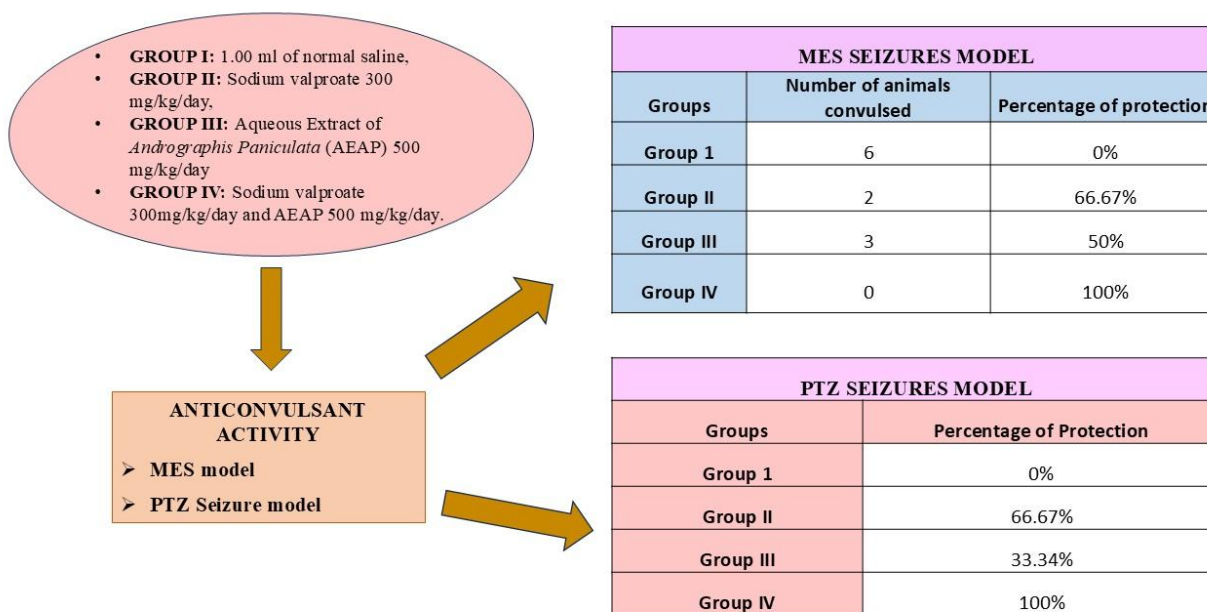 • GROUP I: 1.00 ml of normal saline,
• GROUP II: Sodium valproate 300
mg/kg/day,
• GROUP III: Aqueous Extract of
Andrographis Paniculata (AEAP) 500
mg/kg/day
• GROUP IV: Sodium valproate
300mg/kg/day and AEAP 500 mg/kg/day.
ANTICONVULSANT
ACTIVITY
➤ MES model
➤ PTZ Seizure model
MES SEIZURES MODEL
Groups Number of animals convulsed Percentage of protection
Group 1 6 0%
Group II 2 66.67%
Group III 3 50%
Group IV 0 100%
PTZ SEIZURES MODEL
Groups Percentage of Protection
Group 1 0%
Group II 66.67%
Group III 33.34%
Group IV 100%